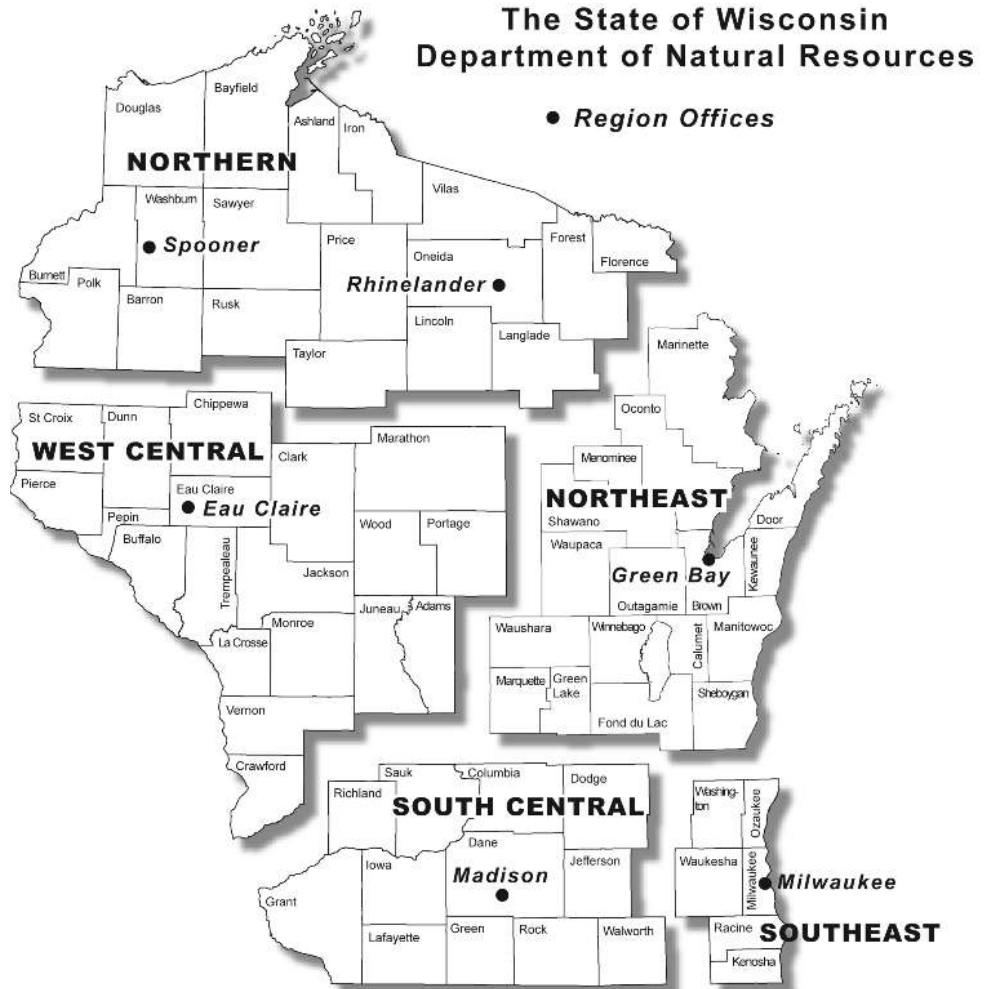 The State of Wisconsin
Department of Natural Resources
Region Offices
Bayfield
Douglas
Ashland
Iron
NORTHERN
Vilas
Washburn
Sawyer
Spooner
Price
Forest
Oneida
Florence
Burnett
Polk
Rhinelander
Barron
Rusk
Lincoln
Langlade
Taylor
Marinette
Chippewa
St Croix
Dunn
Oconto
WEST CENTRAL
Marathon
Clark
Menominee
Pierce
Eau Claire
Eau Claire
NORTHEAST
Pepin
Wood
Portage
Shawano
Door
Buffalo
Waupaca
Kewaunee
Trempealeau
Jackson
Green Bay
Juneau
Adams
Outagamie
Brown
Monroe
Waushara
Winnebago
Calumet
Manitowoc
La Crosse
Marquette
Green
Lake
Sheboygan
Vernon
Fond du Lac
Crawford
Sauk
Columbia
Dodge
Richland
SOUTH CENTRAL
Washing-
ton
Ozaukee
Dane
Iowa
Jefferson
Waukesha
Milwaukee
Madison
Milwaukee
Grant
Lafayette
Green
Rock
Walworth
Racine
SOUTHEAST
Kenosha